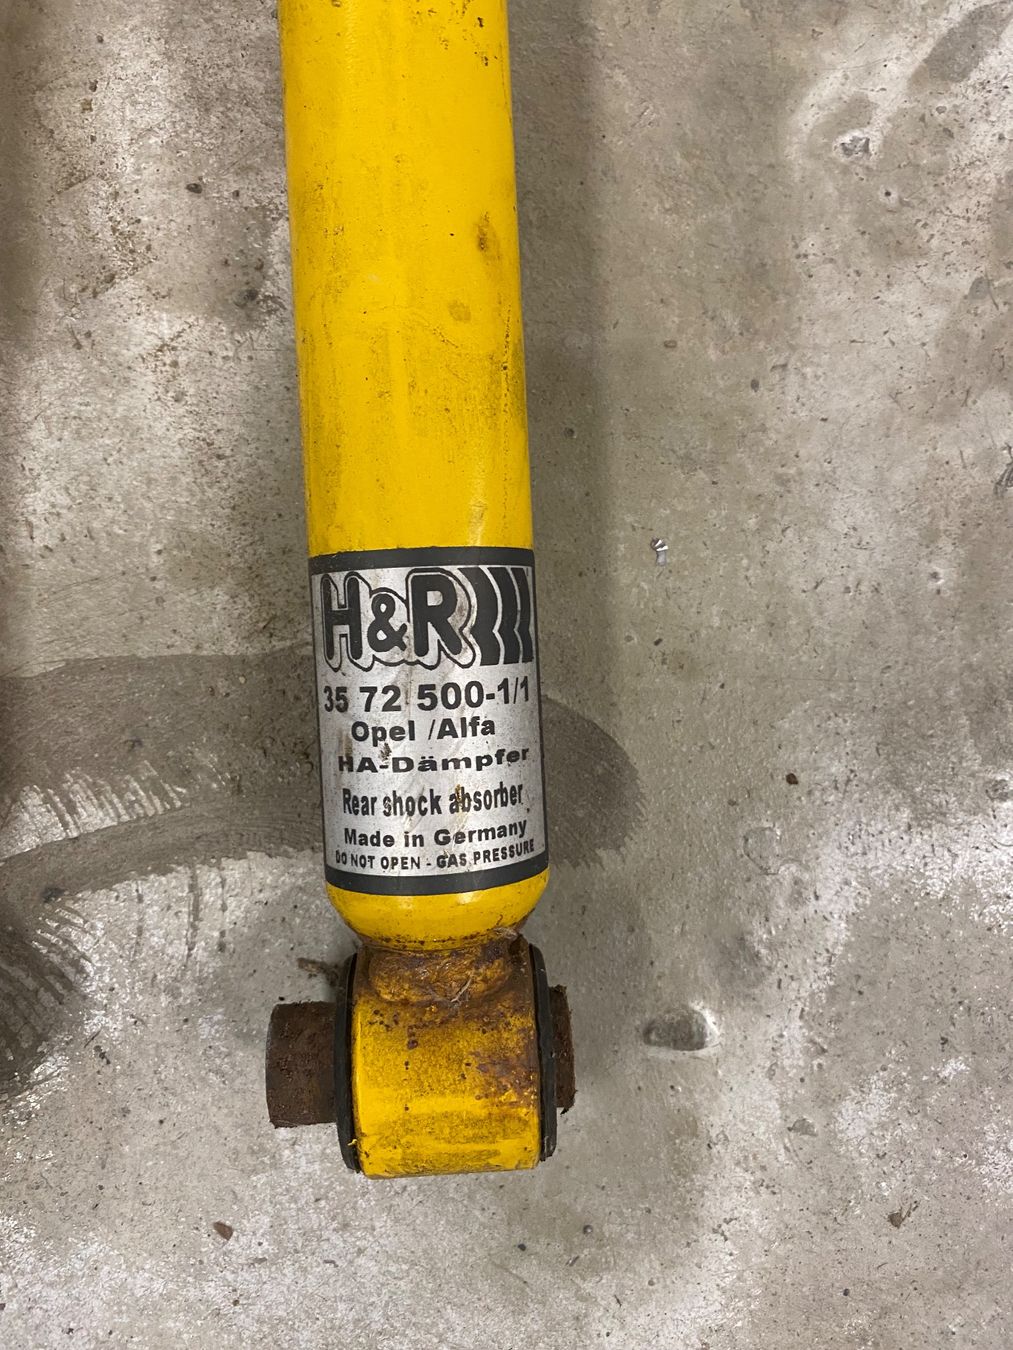 H&R
35 72 500-1/1
Opel /Alfa
HA-Dämpfer
Rear shock absorber
Made in Germany
DO NOT OPEN - GAS PRESSURE